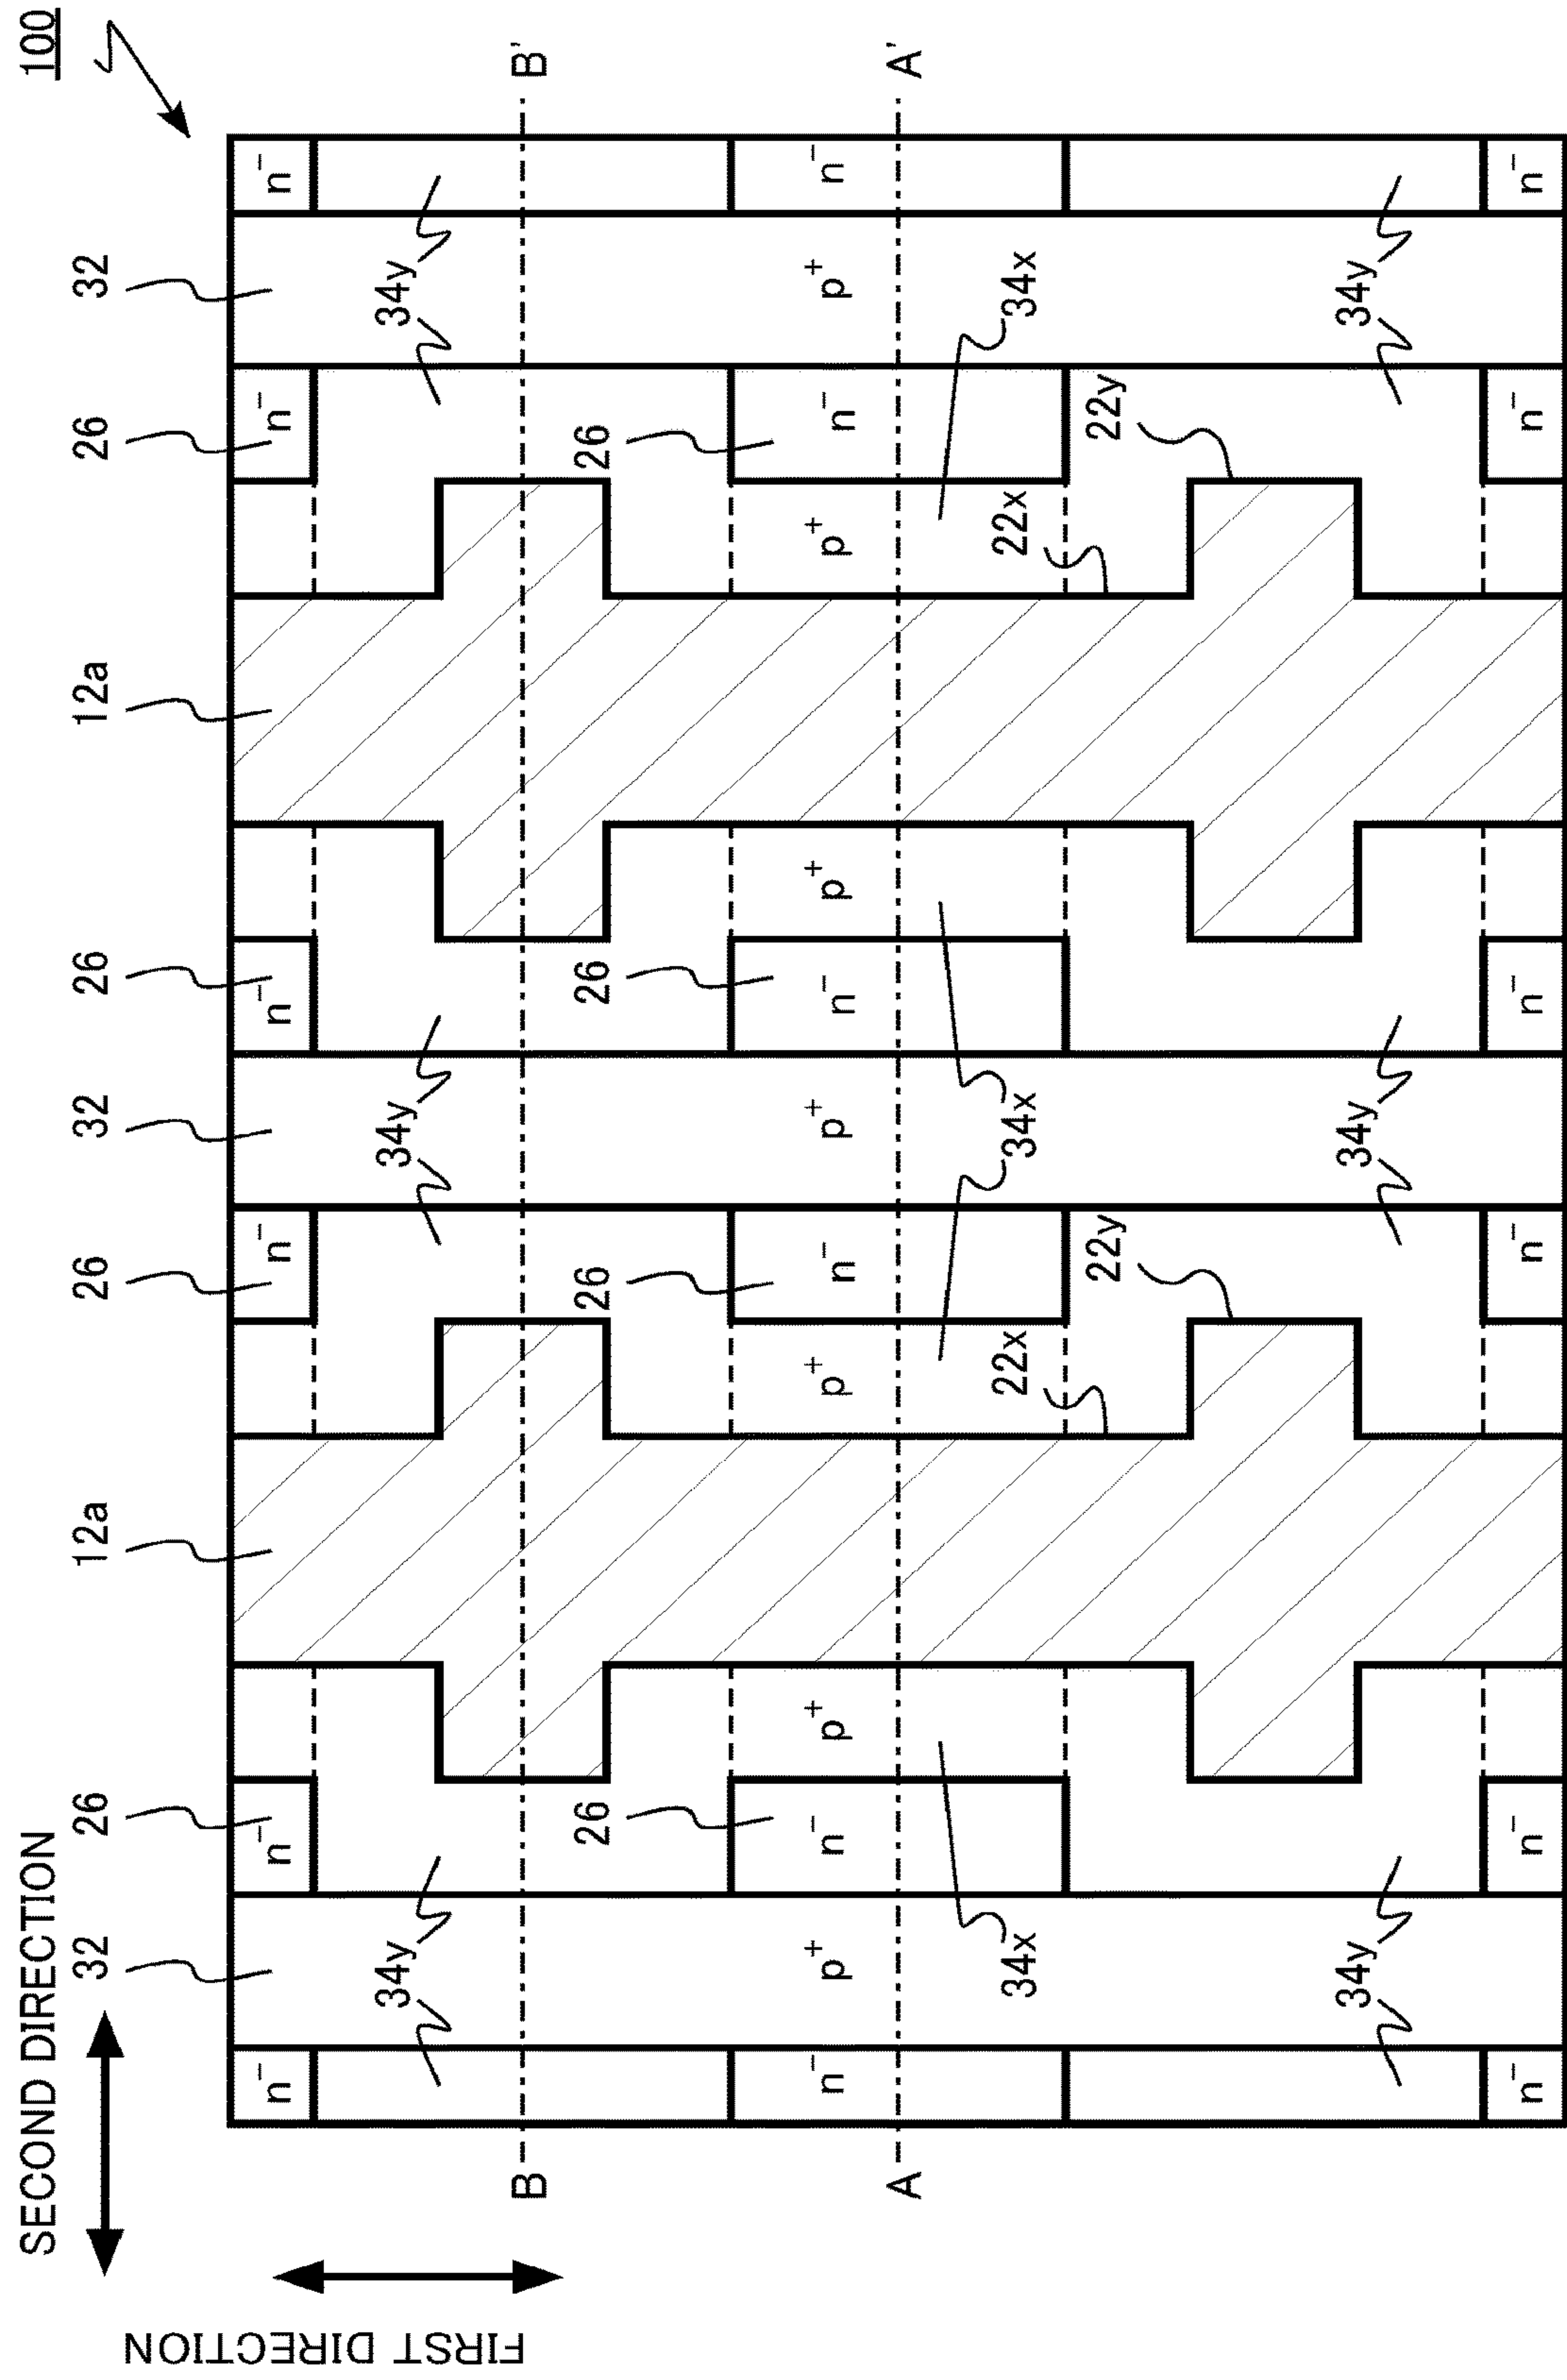 SECOND DIRECTION
100
32 26 12a 26 32 26 12a 26 32
FIRST DIRECTION
n⁻ n⁻ n⁻ n⁻ n⁻ n⁻
34y 34y 34y
B B'
26 26 26 26
n⁻ p⁺ n⁻ p⁺ p⁺ n⁻ p⁺ n⁻ p⁺ p⁺ n⁻ p⁺ n⁻
A A'
34x 22x 34x 22x 34x
22y 22y
34y 34y 34y
n⁻ n⁻ n⁻ n⁻ n⁻ n⁻